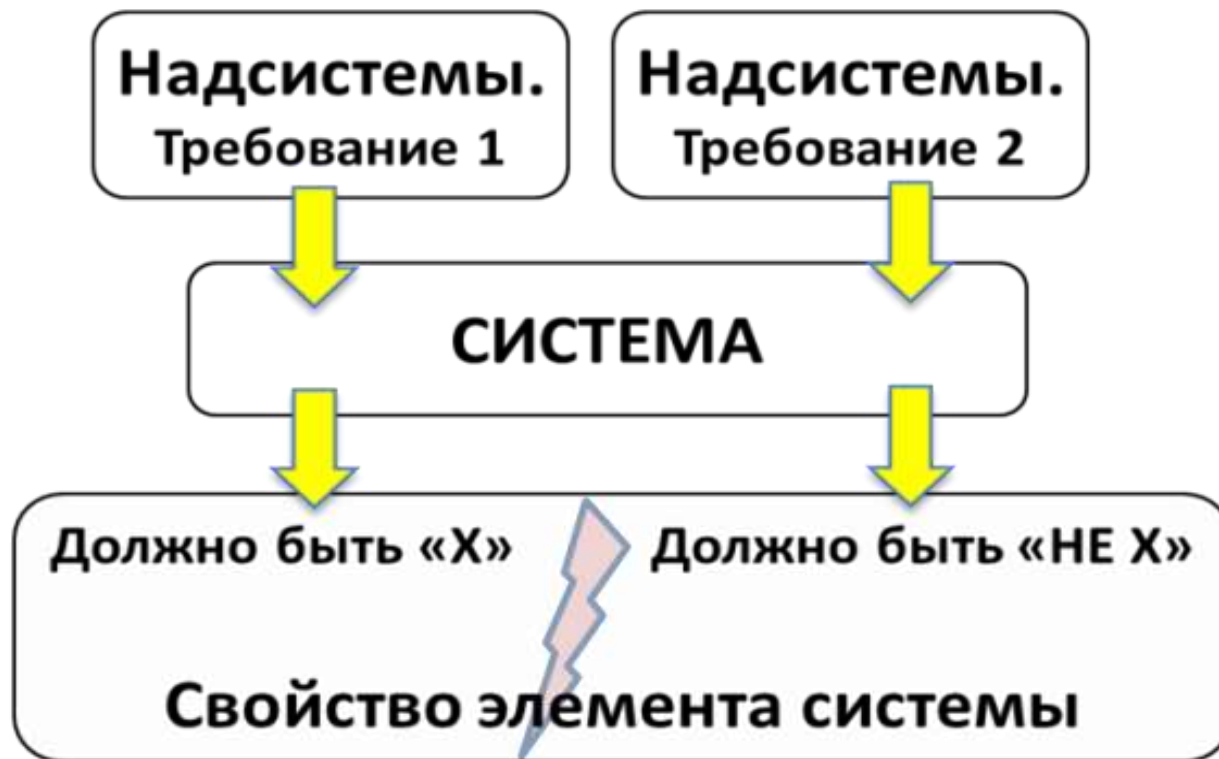 Надсистемы.
Требование 1
Надсистемы.
Требование 2
СИСТЕМА
Должно быть «Х»
Должно быть «НЕ Х»
Свойство элемента системы